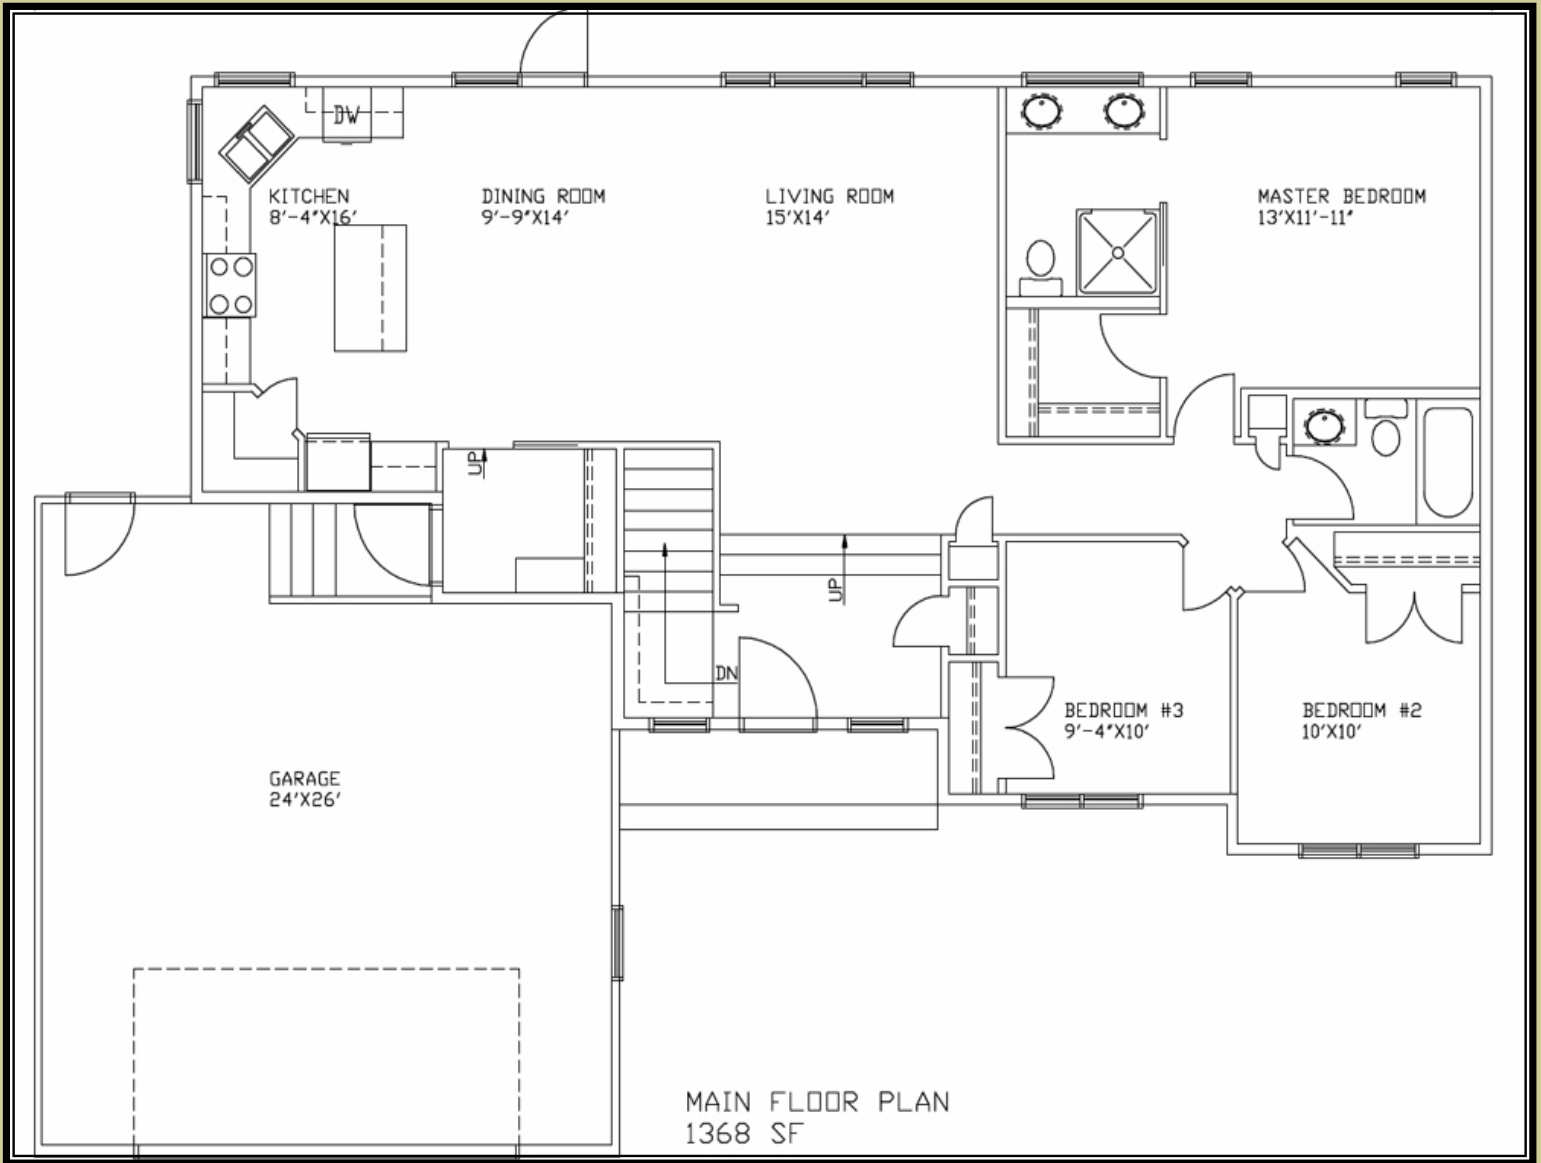 DW
KITCHEN
8'-4"X16'
DINING ROOM
9'-9"X14'
LIVING ROOM
15'X14'
MASTER BEDROOM
13'X11'-11"
UP
UP
DN
BEDROOM #3
9'-4"X10'
BEDROOM #2
10'X10'
GARAGE
24'X26'
MAIN FLOOR PLAN
1368 SF